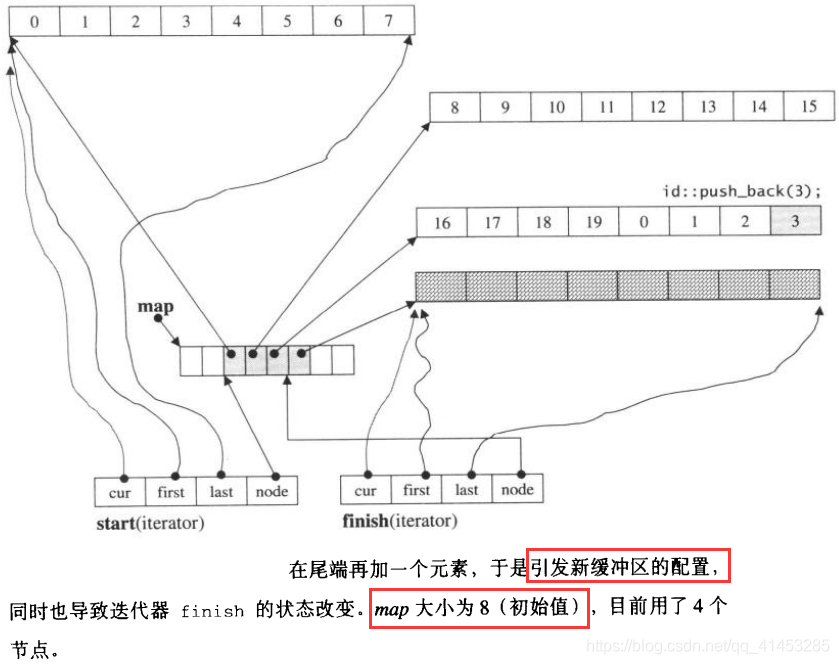 0 1 2 3 4 5 6 7
8 9 10 11 12 13 14 15
id::push_back(3);
16 17 18 19 0 1 2 3
map
cur first last node
start(iterator)
cur first last node
finish(iterator)
在尾端再加一个元素，于是引发新缓冲区的配置，
同时也导致迭代器 finish 的状态改变。map 大小为 8（初始值），目前用了 4 个
节点。
https://blog.csdn.net/qq_41453285